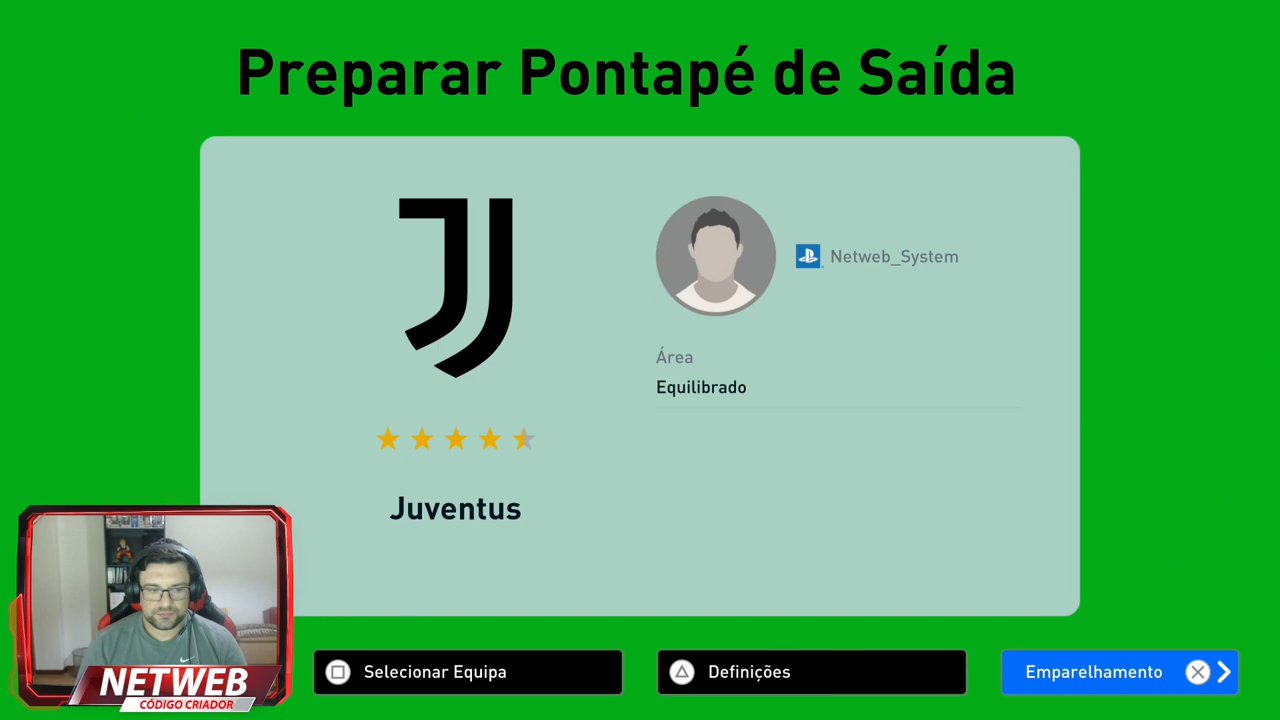 Preparar Pontapé de Saída
Netweb_System
Área
Equilibrado
Juventus
NETWEB
CÓDIGO CRIADOR
Selecionar Equipa
Definições
Emparelhamento